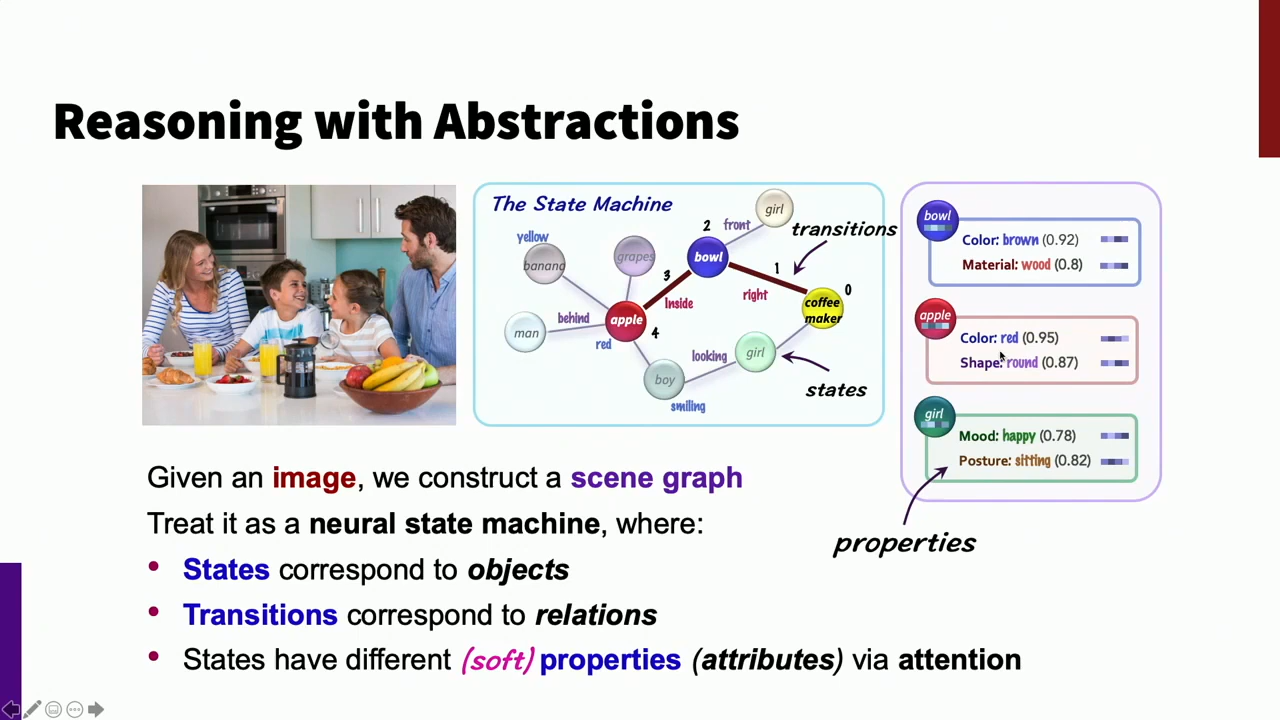 Reasoning with Abstractions
The State Machine
girl
front
transitions
2
yellow
banana
grapes
bowl
1
3
right
0
Inside
coffee
maker
behind
apple
4
man
red
looking
girl
boy
smiling
states
bowl
Color: brown (0.92)
Material: wood (0.8)
apple
Color: red (0.95)
Shape: round (0.87)
girl
Mood: happy (0.78)
Posture: sitting (0.82)
properties
Given an image, we construct a scene graph
Treat it as a neural state machine, where:
• States correspond to objects
• Transitions correspond to relations
• States have different (soft) properties (attributes) via attention